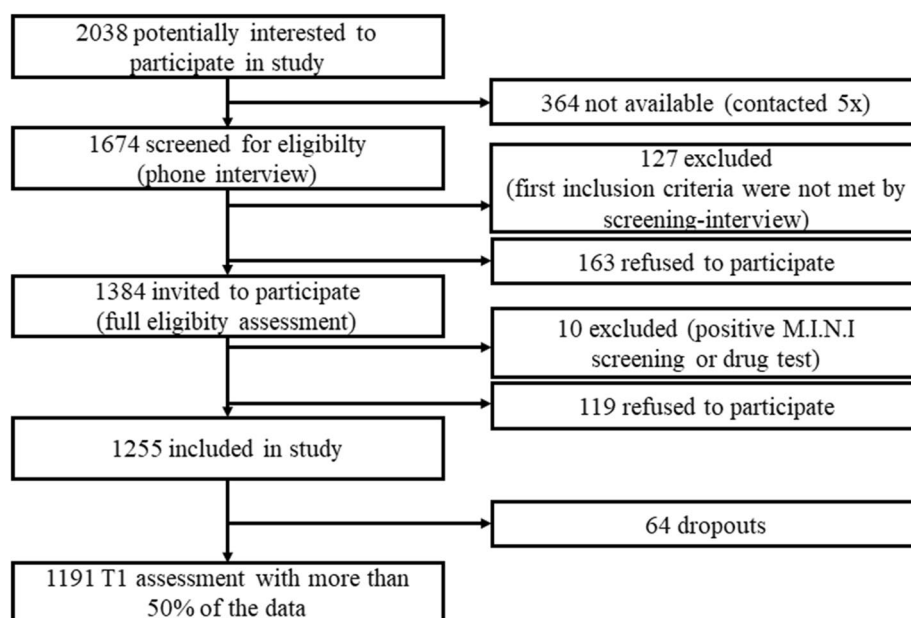 2038 potentially interested to
participate in study
364 not available (contacted 5x)
1674 screened for eligibilty
(phone interview)
127 excluded
(first inclusion criteria were not met by
screening-interview)
163 refused to participate
1384 invited to participate
(full eligibity assessment)
10 excluded (positive M.I.N.I
screening or drug test)
119 refused to participate
1255 included in study
64 dropouts
1191 T1 assessment with more than
50% of the data